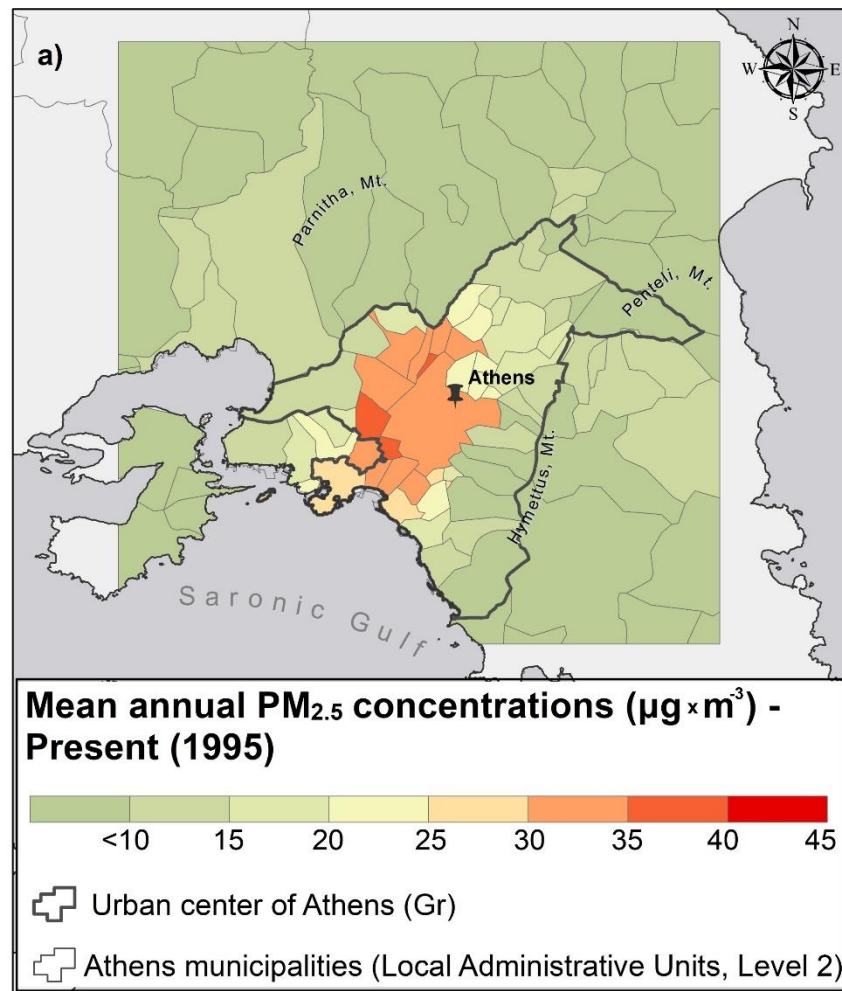 a)
N
W E
S
Parnitha, Mt.
Penteli, Mt.
Athens
Hymettus, Mt.
Saronic Gulf
Mean annual PM2.5 concentrations (µg x m-3) -
Present (1995)
<10 15 20 25 30 35 40 45
Urban center of Athens (Gr)
Athens municipalities (Local Administrative Units, Level 2)